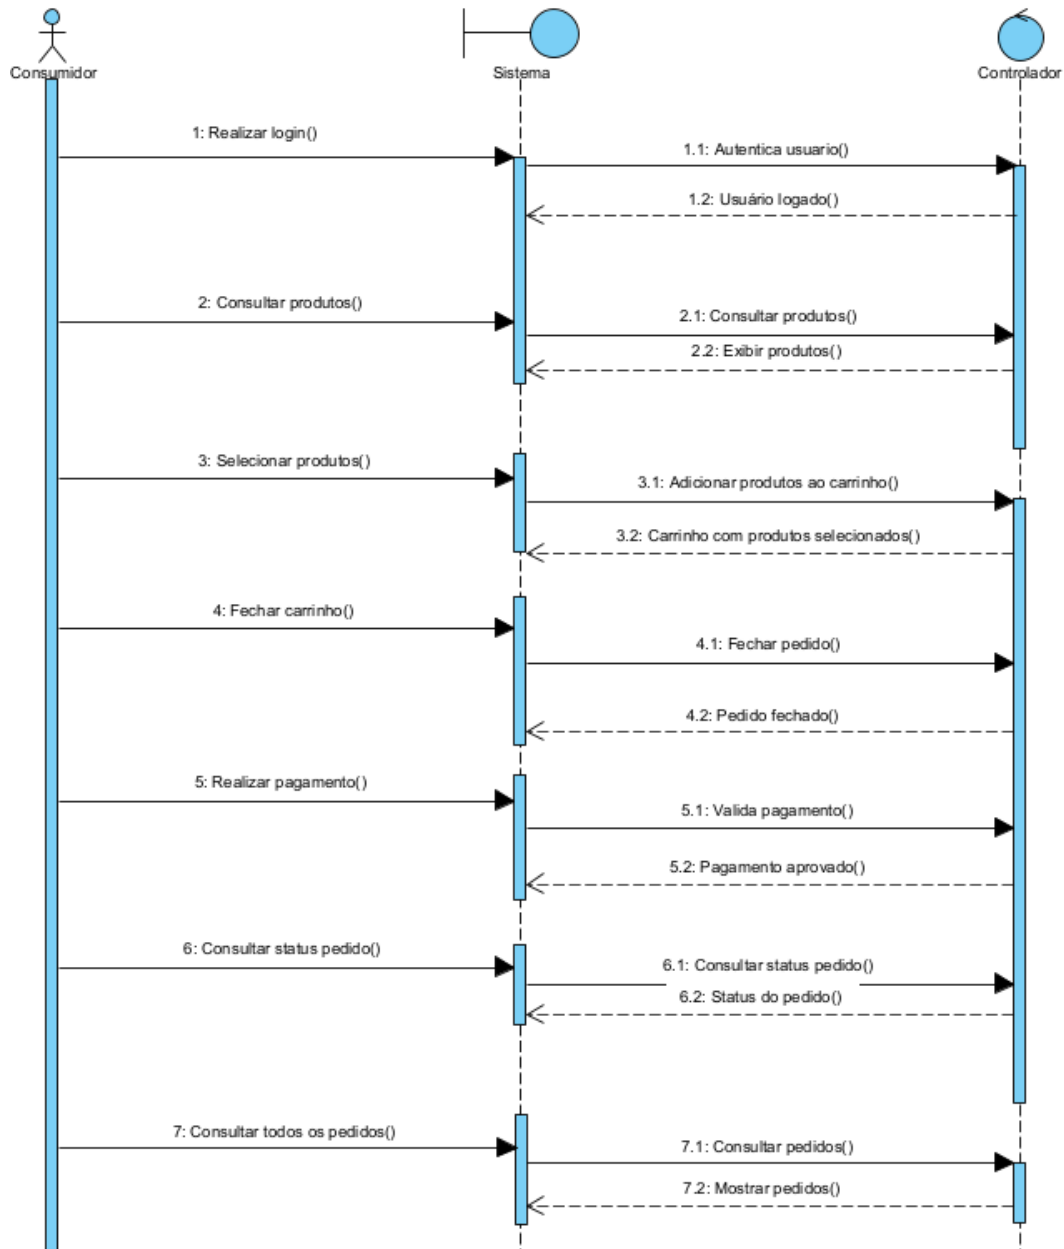 Consumidor
Sistema
Controlador
1: Realizar login()
1.1: Autentica usuario()
1.2: Usuário logado()
2: Consultar produtos()
2.1: Consultar produtos()
2.2: Exibir produtos()
3: Selecionar produtos()
3.1: Adicionar produtos ao carrinho()
3.2: Carrinho com produtos selecionados()
4: Fechar carrinho()
4.1: Fechar pedido()
4.2: Pedido fechado()
5: Realizar pagamento()
5.1: Valida pagamento()
5.2: Pagamento aprovado()
6: Consultar status pedido()
6.1: Consultar status pedido()
6.2: Status do pedido()
7: Consultar todos os pedidos()
7.1: Consultar pedidos()
7.2: Mostrar pedidos()